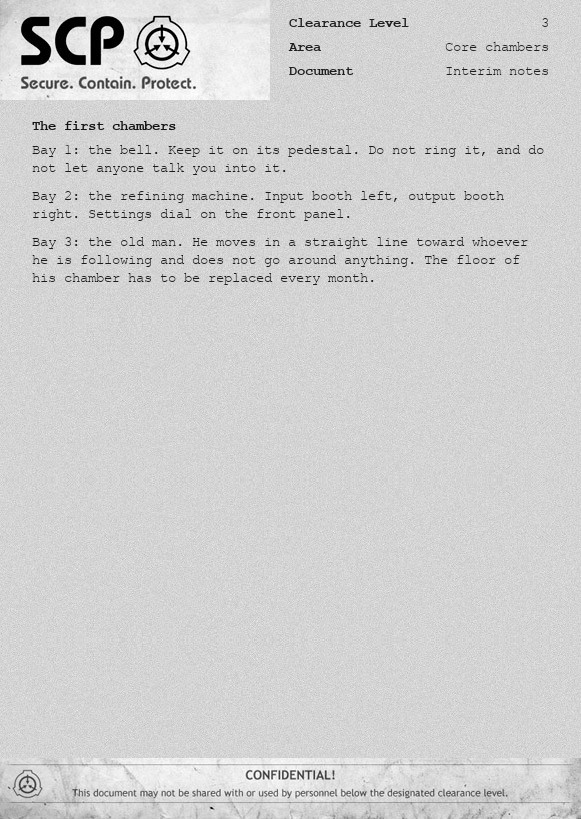 SCP
Secure. Contain. Protect.
Clearance Level 3
Area Core chambers
Document Interim notes
The first chambers
Bay 1: the bell. Keep it on its pedestal. Do not ring it, and do
not let anyone talk you into it.
Bay 2: the refining machine. Input booth left, output booth
right. Settings dial on the front panel.
Bay 3: the old man. He moves in a straight line toward whoever
he is following and does not go around anything. The floor of
his chamber has to be replaced every month.
CONFIDENTIAL!
This document may not be shared with or used by personnel below the designated clearance level.